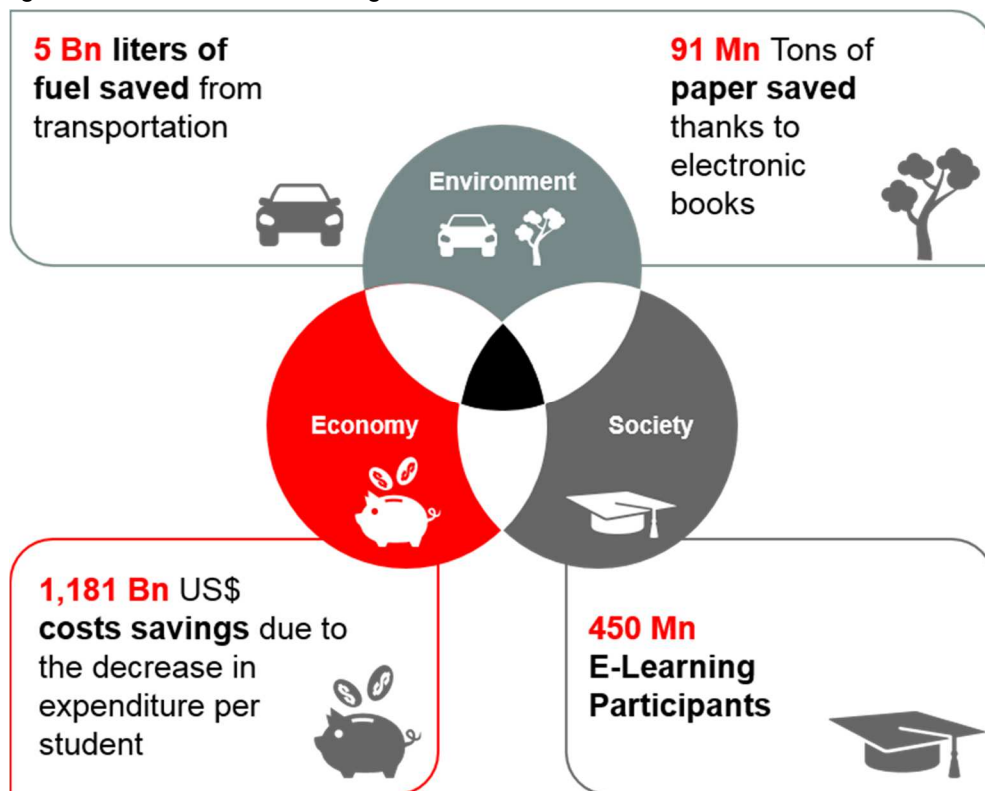 5 Bn liters of
fuel saved from
transportation
91 Mn Tons of
paper saved
thanks to
electronic
books
Environment
Economy
Society
1,181 Bn US$
costs savings due to
the decrease in
expenditure per
student
450 Mn
E-Learning
Participants